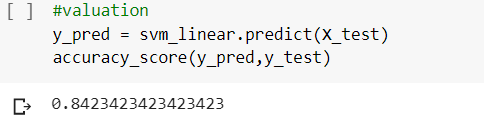 [ ] #valuation
y_pred = svm_linear.predict(X_test)
accuracy_score(y_pred,y_test)
0.8423423423423423